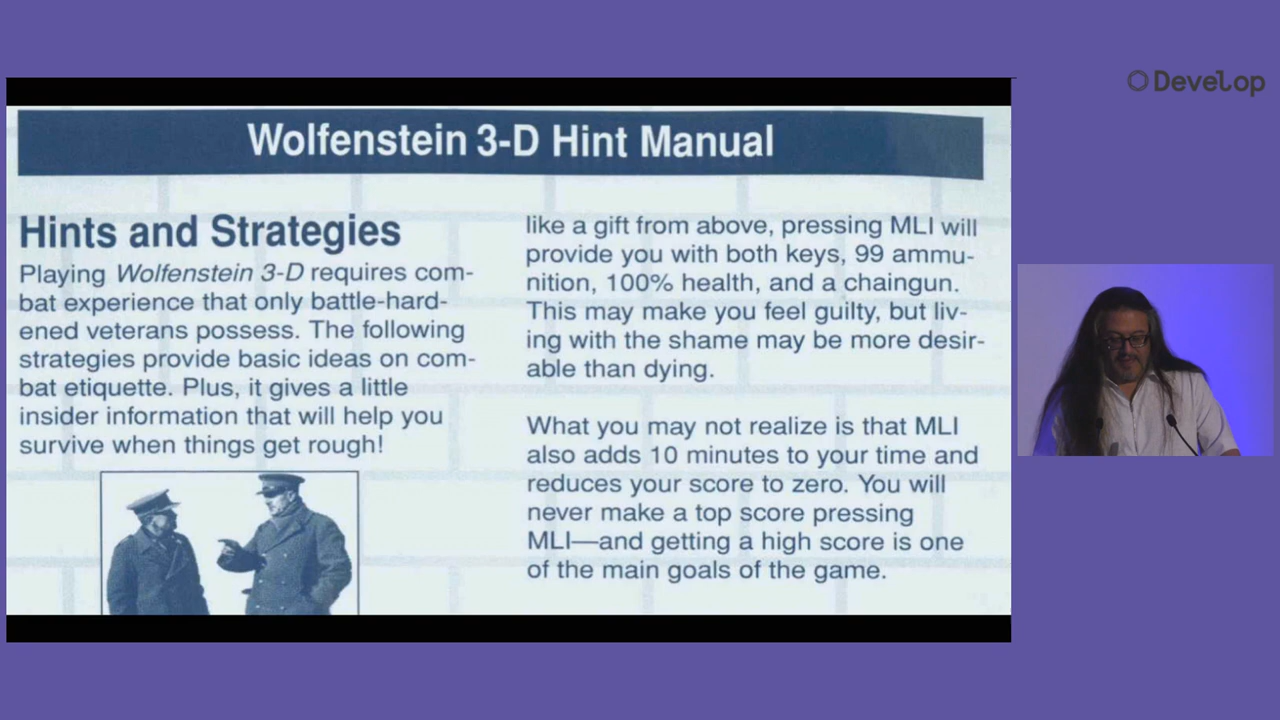 Develop
Wolfenstein 3-D Hint Manual
Hints and Strategies
Playing Wolfenstein 3-D requires com-
bat experience that only battle-hard-
ened veterans possess. The following
strategies provide basic ideas on com-
bat etiquette. Plus, it gives a little
insider information that will help you
survive when things get rough!
like a gift from above, pressing MLI will
provide you with both keys, 99 ammu-
nition, 100% health, and a chaingun.
This may make you feel guilty, but liv-
ing with the shame may be more desir-
able than dying.
What you may not realize is that MLI
also adds 10 minutes to your time and
reduces your score to zero. You will
never make a top score pressing
MLI—and getting a high score is one
of the main goals of the game.